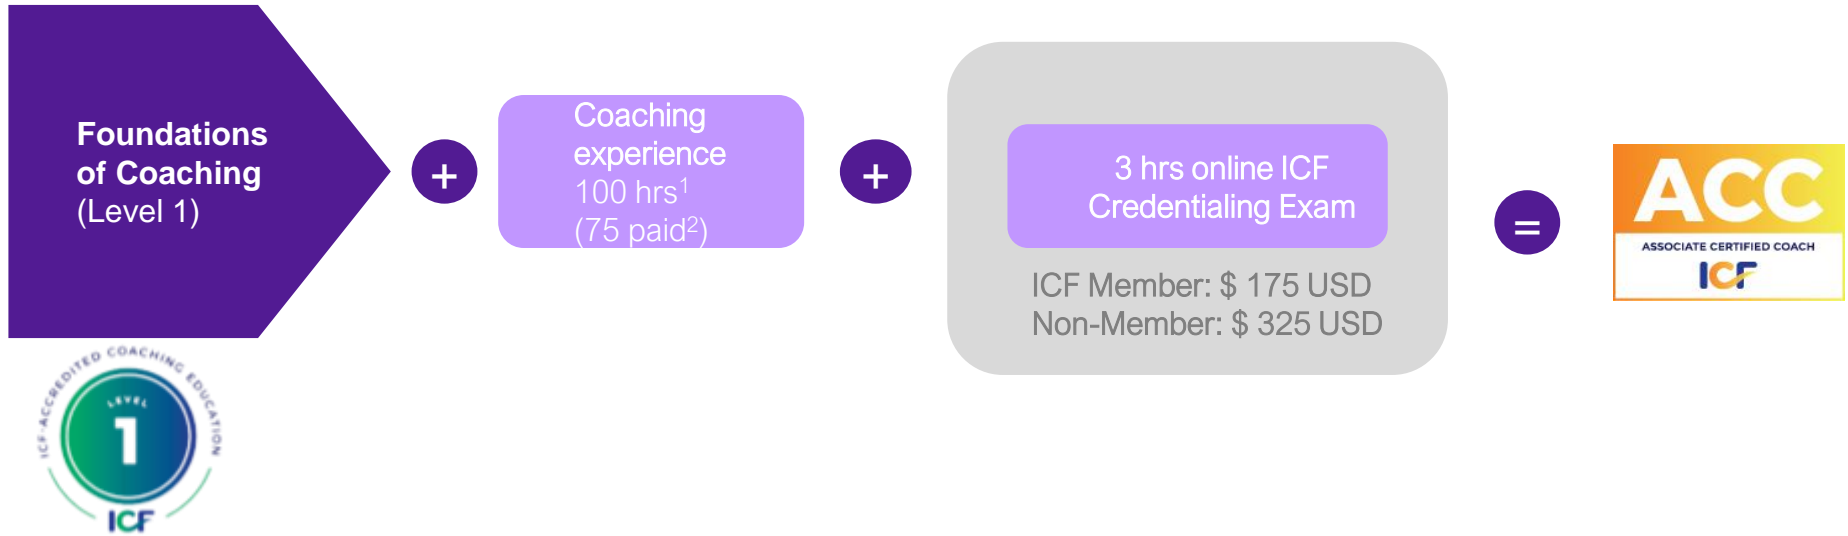 Foundations
of Coaching
(Level 1)
+
Coaching
experience
100 hrs¹
(75 paid²)
+
3 hrs online ICF
Credentialing Exam
ICF Member: $ 175 USD
Non-Member: $ 325 USD
=
ACC
ASSOCIATE CERTIFIED COACH
ICF
ICF-ACCREDITED COACHING EDUCATION
LEVEL
1
ICF